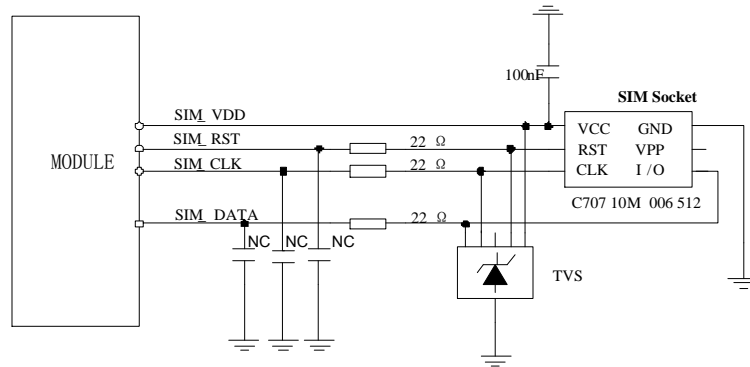 100nF
SIM Socket
SIM_VDD
VCC GND
SIM_RST
22 Ω
RST VPP
MODULE
SIM_CLK
22 Ω
CLK I/O
C707 10M 006 512
SIM_DATA
22 Ω
NC NC NC
TVS